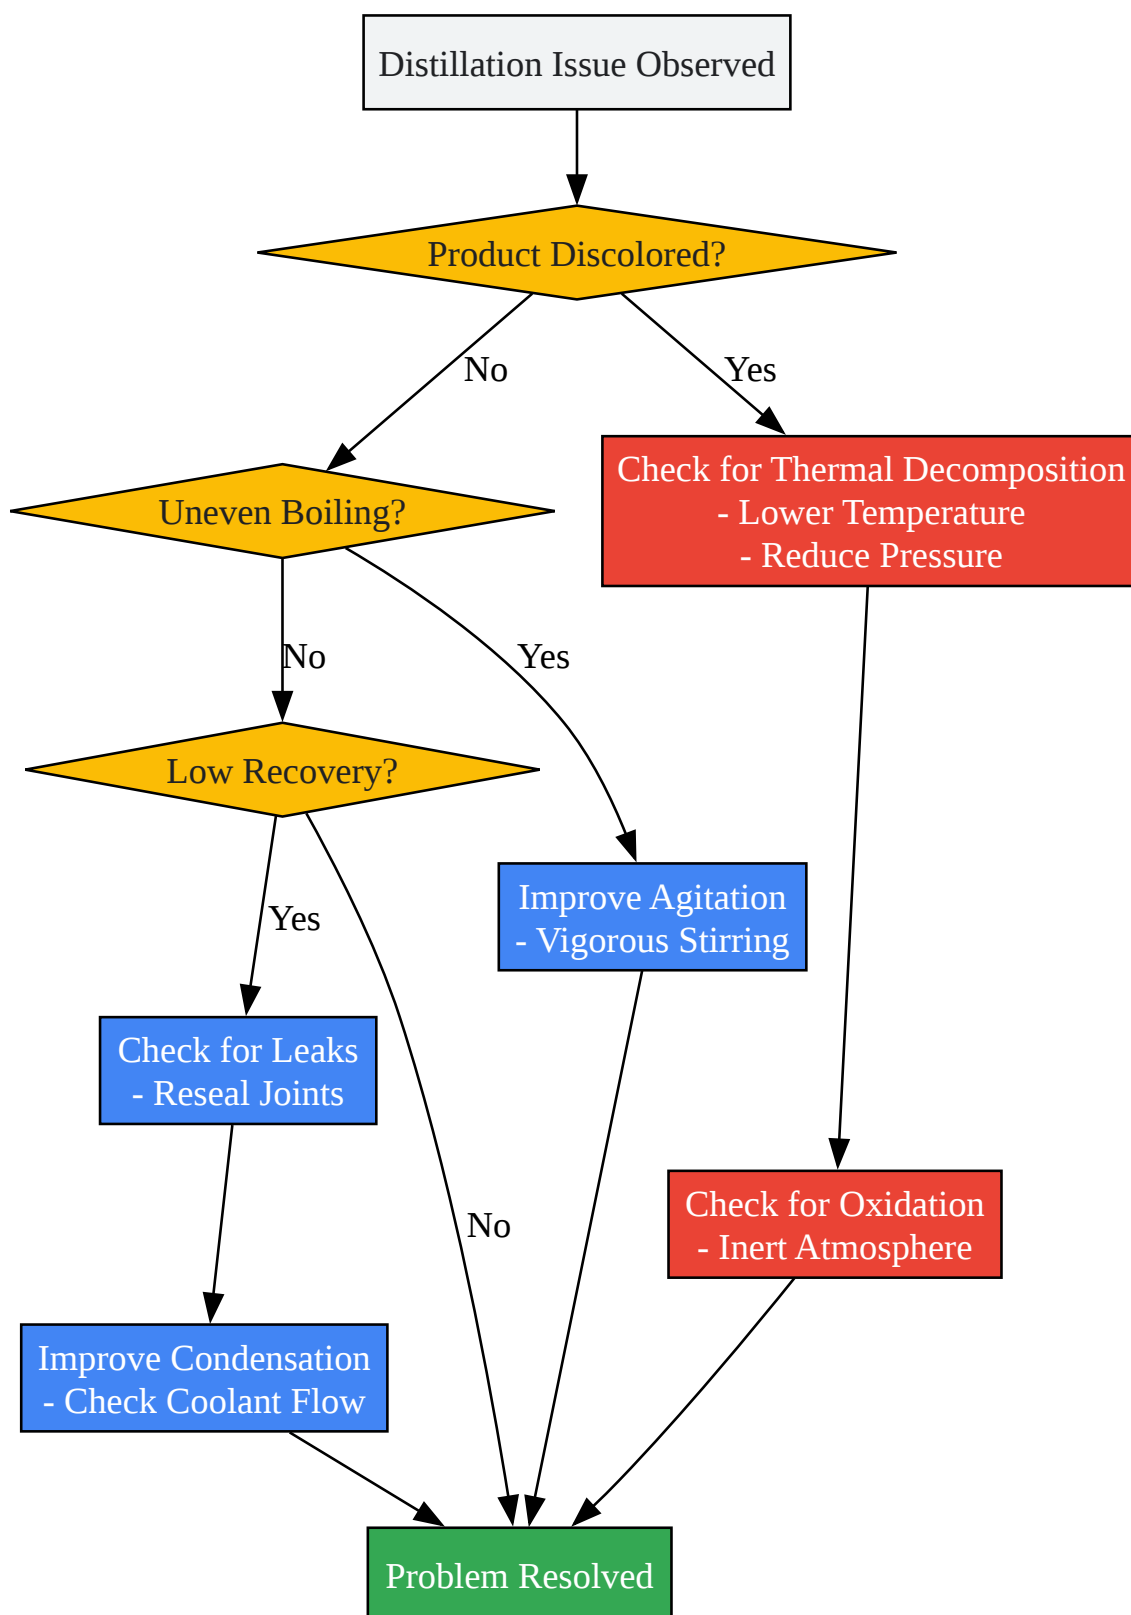 Distillation Issue Observed
Product Discolored?
No
Yes
Check for Thermal Decomposition
- Lower Temperature
- Reduce Pressure
Uneven Boiling?
No
Yes
Low Recovery?
Improve Agitation
- Vigorous Stirring
Yes
Check for Leaks
- Reseal Joints
No
Check for Oxidation
- Inert Atmosphere
Improve Condensation
- Check Coolant Flow
Problem Resolved